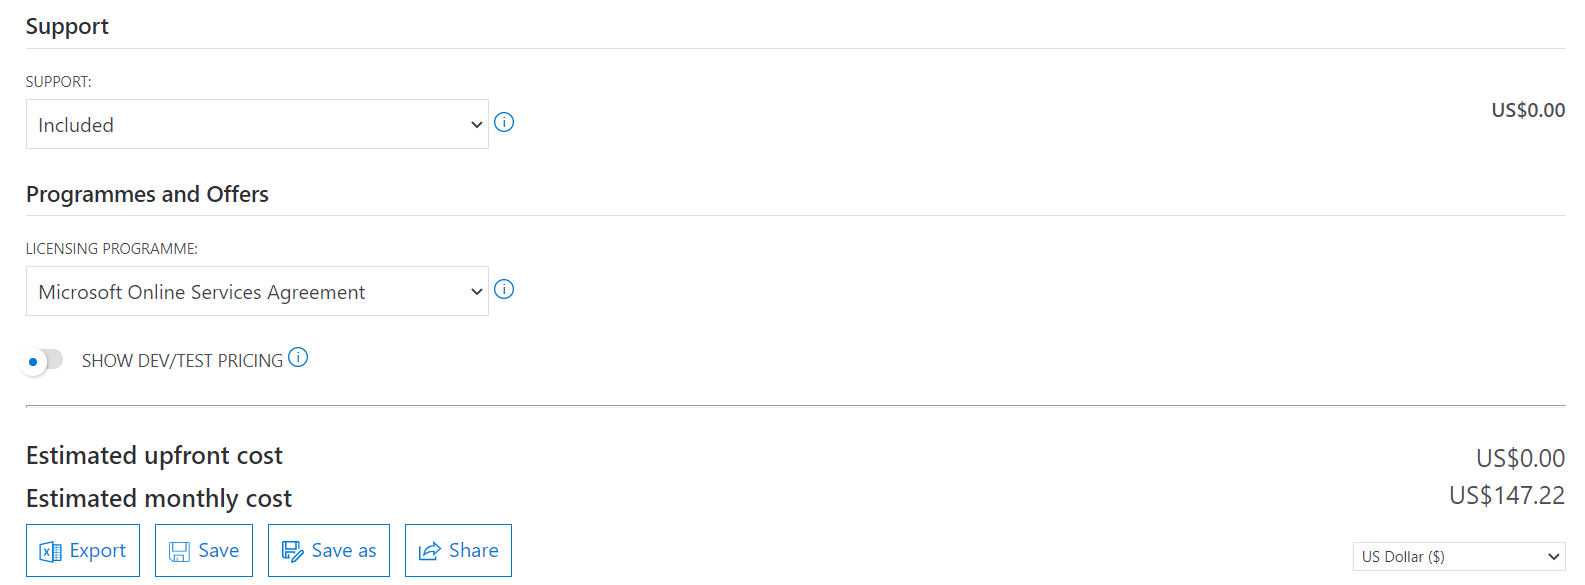 Support
SUPPORT:
Included
US$0.00
Programmes and Offers
LICENSING PROGRAMME:
Microsoft Online Services Agreement
SHOW DEV/TEST PRICING
Estimated upfront cost
US$0.00
Estimated monthly cost
US$147.22
Export
Save
Save as
Share
US Dollar ($)